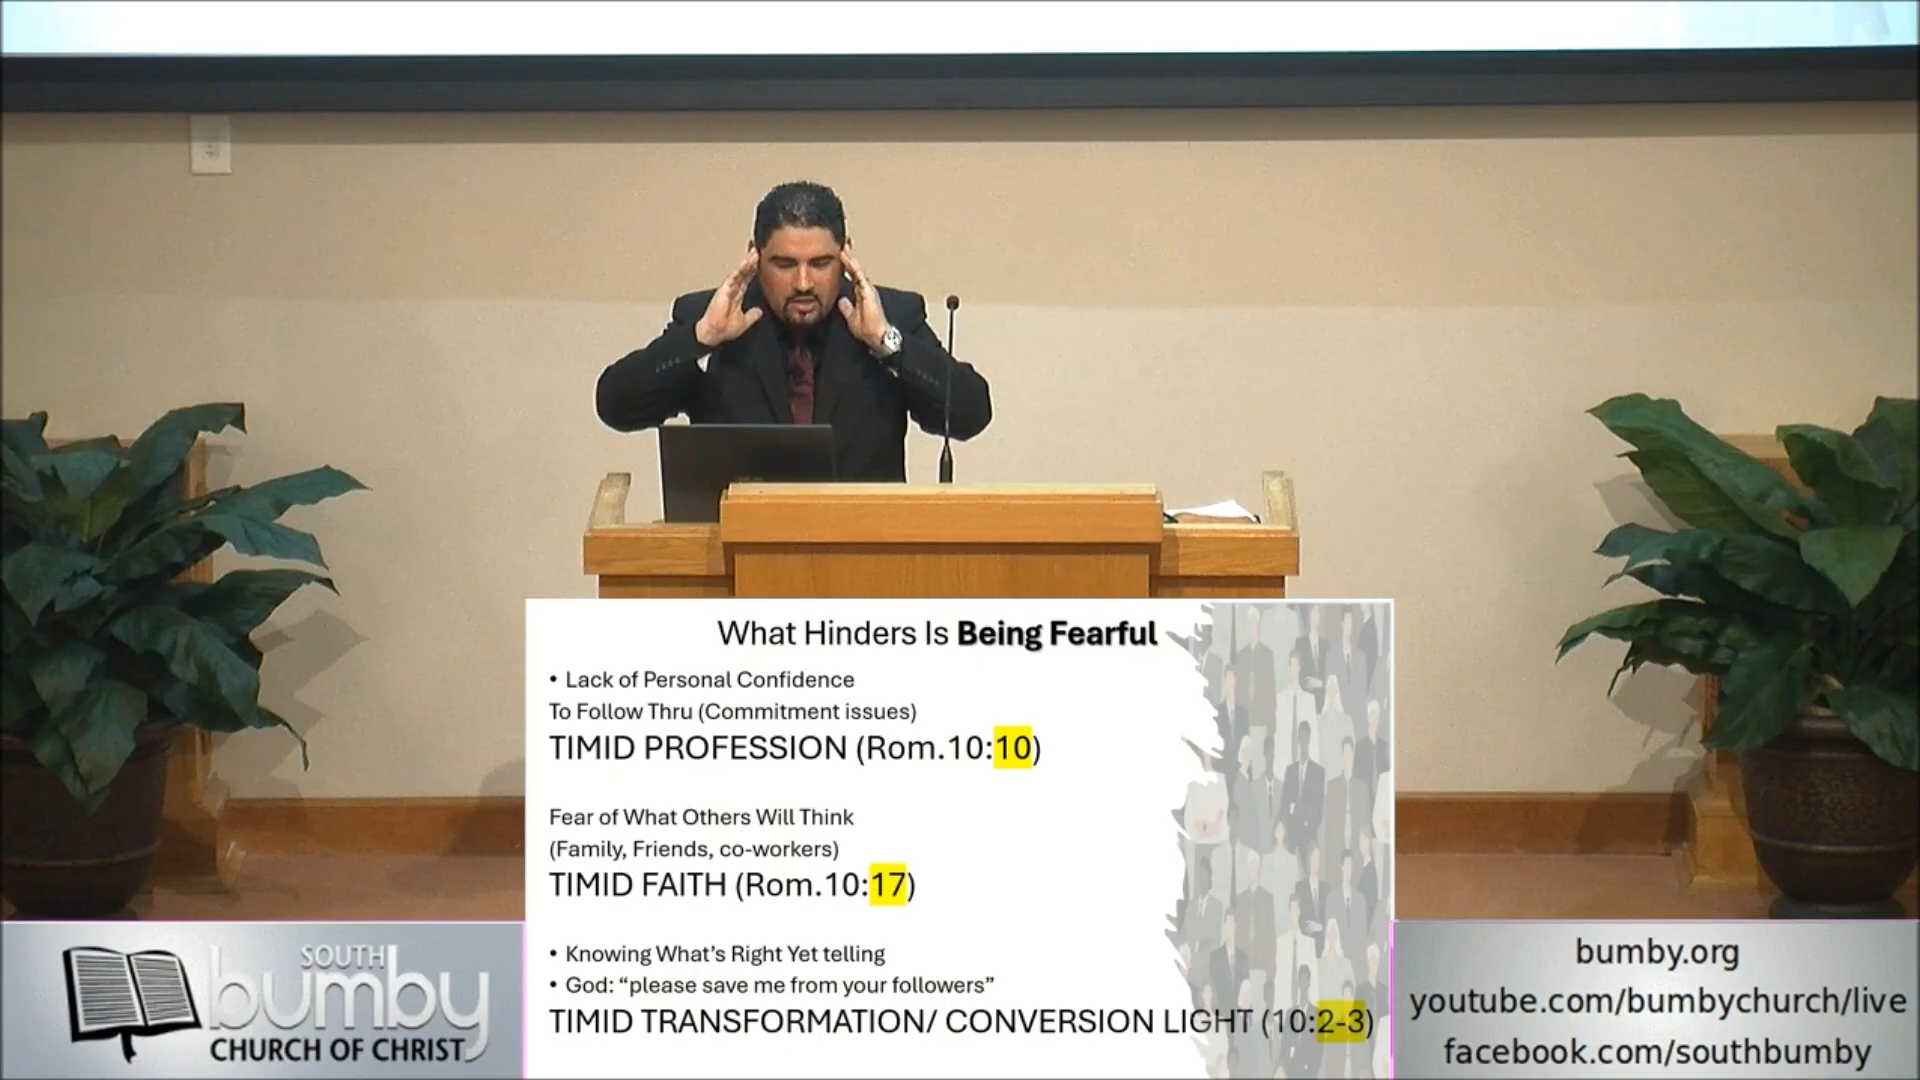 What Hinders Is Being Fearful
• Lack of Personal Confidence
To Follow Thru (Commitment issues)
TIMID PROFESSION (Rom.10:10)
Fear of What Others Will Think
(Family, Friends, co-workers)
TIMID FAITH (Rom.10:17)
• Knowing What's Right Yet telling
• God: “please save me from your followers”
TIMID TRANSFORMATION/ CONVERSION LIGHT (10:2-3)
SOUTH
bumby
CHURCH OF CHRIST
bumby.org
youtube.com/bumbychurch/live
facebook.com/southbumby